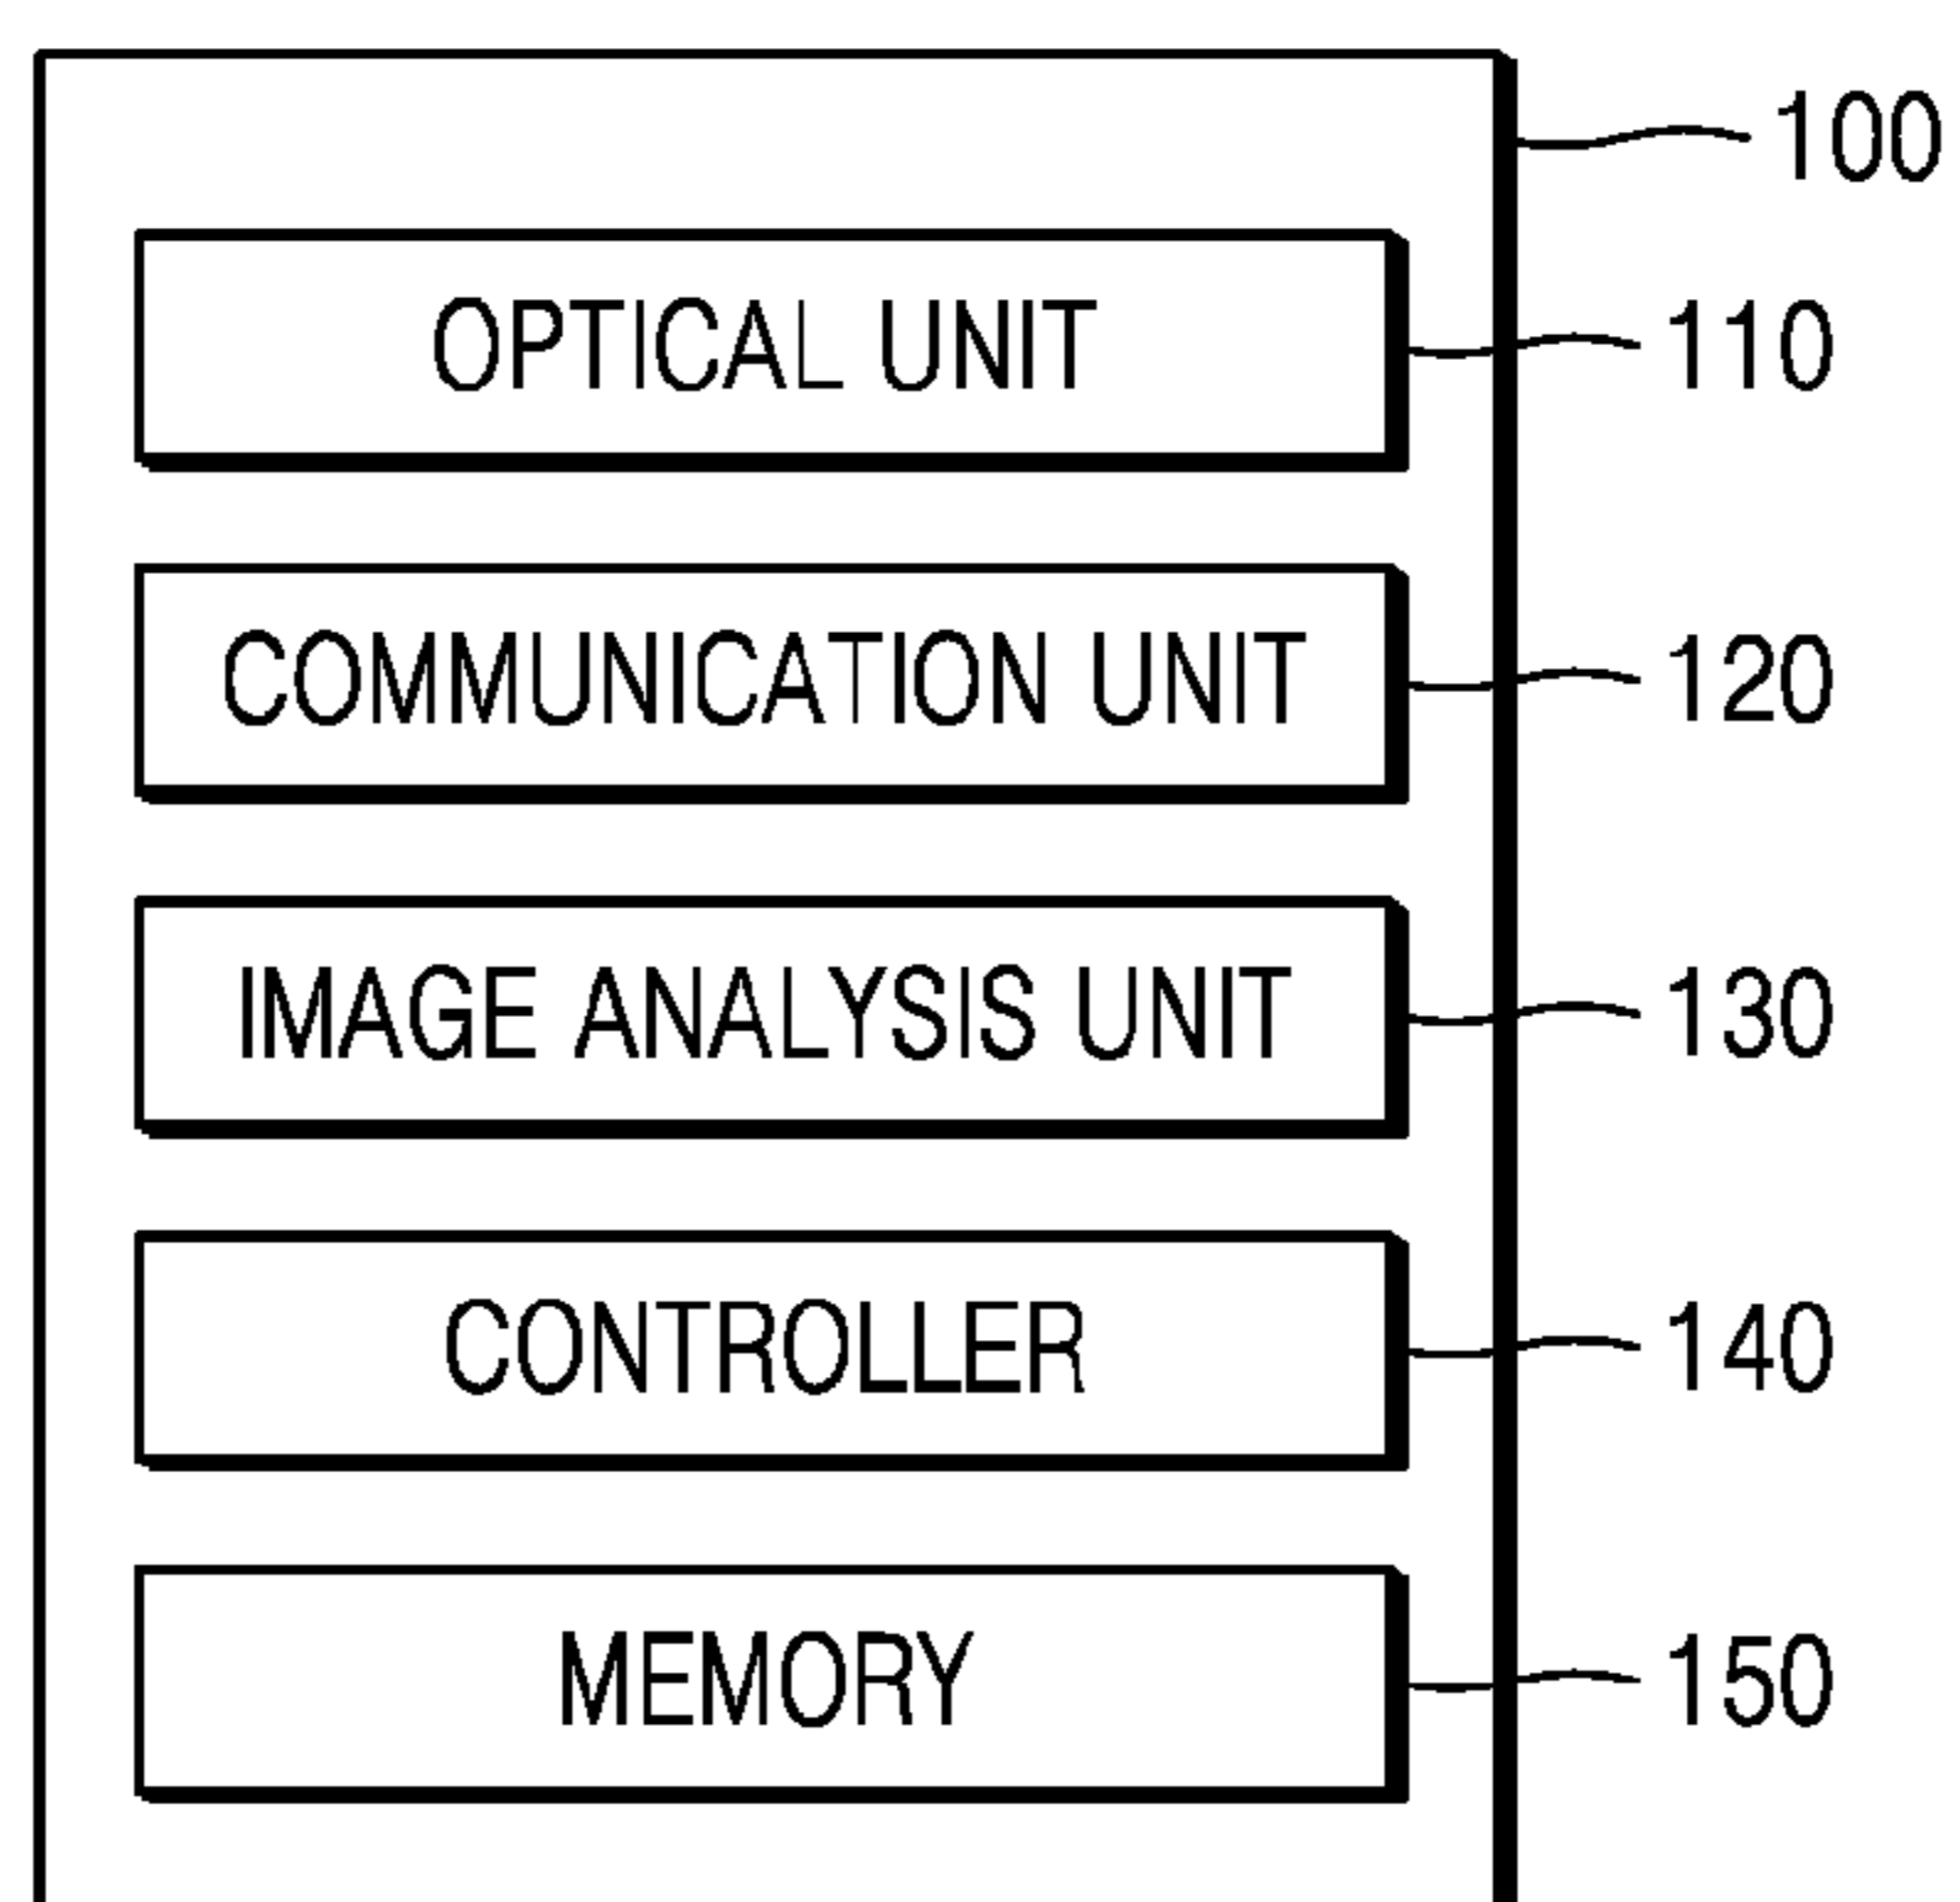 100
OPTICAL UNIT 110
COMMUNICATION UNIT 120
IMAGE ANALYSIS UNIT 130
CONTROLLER 140
MEMORY 150